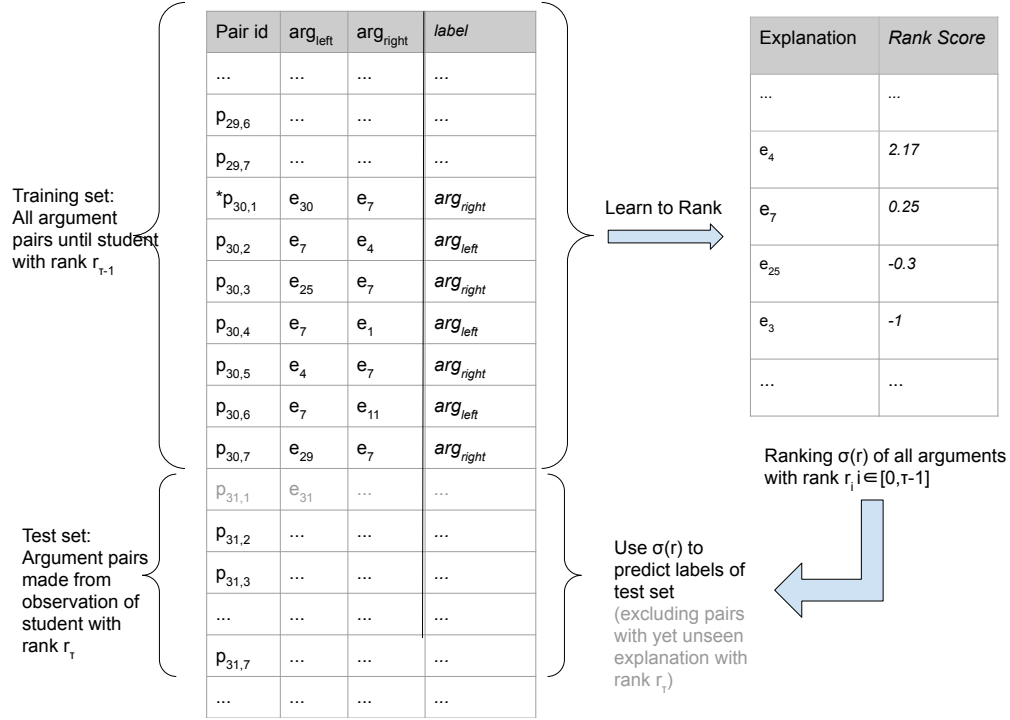 Pair id arg_left arg_right label
... ... ... ...
p_29,6 ... ... ...
p_29,7 ... ... ...
*p_30,1 e_30 e_7 arg_right
p_30,2 e_7 e_4 arg_left
p_30,3 e_25 e_7 arg_right
p_30,4 e_7 e_1 arg_left
p_30,5 e_4 e_7 arg_right
p_30,6 e_7 e_11 arg_left
p_30,7 e_29 e_7 arg_right
p_31,1 e_31 ... ...
p_31,2 ... ... ...
p_31,3 ... ... ...
... ... ... ...
p_31,7 ... ... ...
... ... ... ...
Training set:
All argument
pairs until student
with rank r_τ-1
Test set:
Argument pairs
made from
observation of
student with
rank r_τ
Learn to Rank
Explanation Rank Score
... ...
e_4 2.17
e_7 0.25
e_25 -0.3
e_3 -1
... ...
Ranking σ(r) of all arguments
with rank r_i i∈[0,τ-1]
Use σ(r) to
predict labels of
test set
(excluding pairs
with yet unseen
explanation with
rank r_τ)